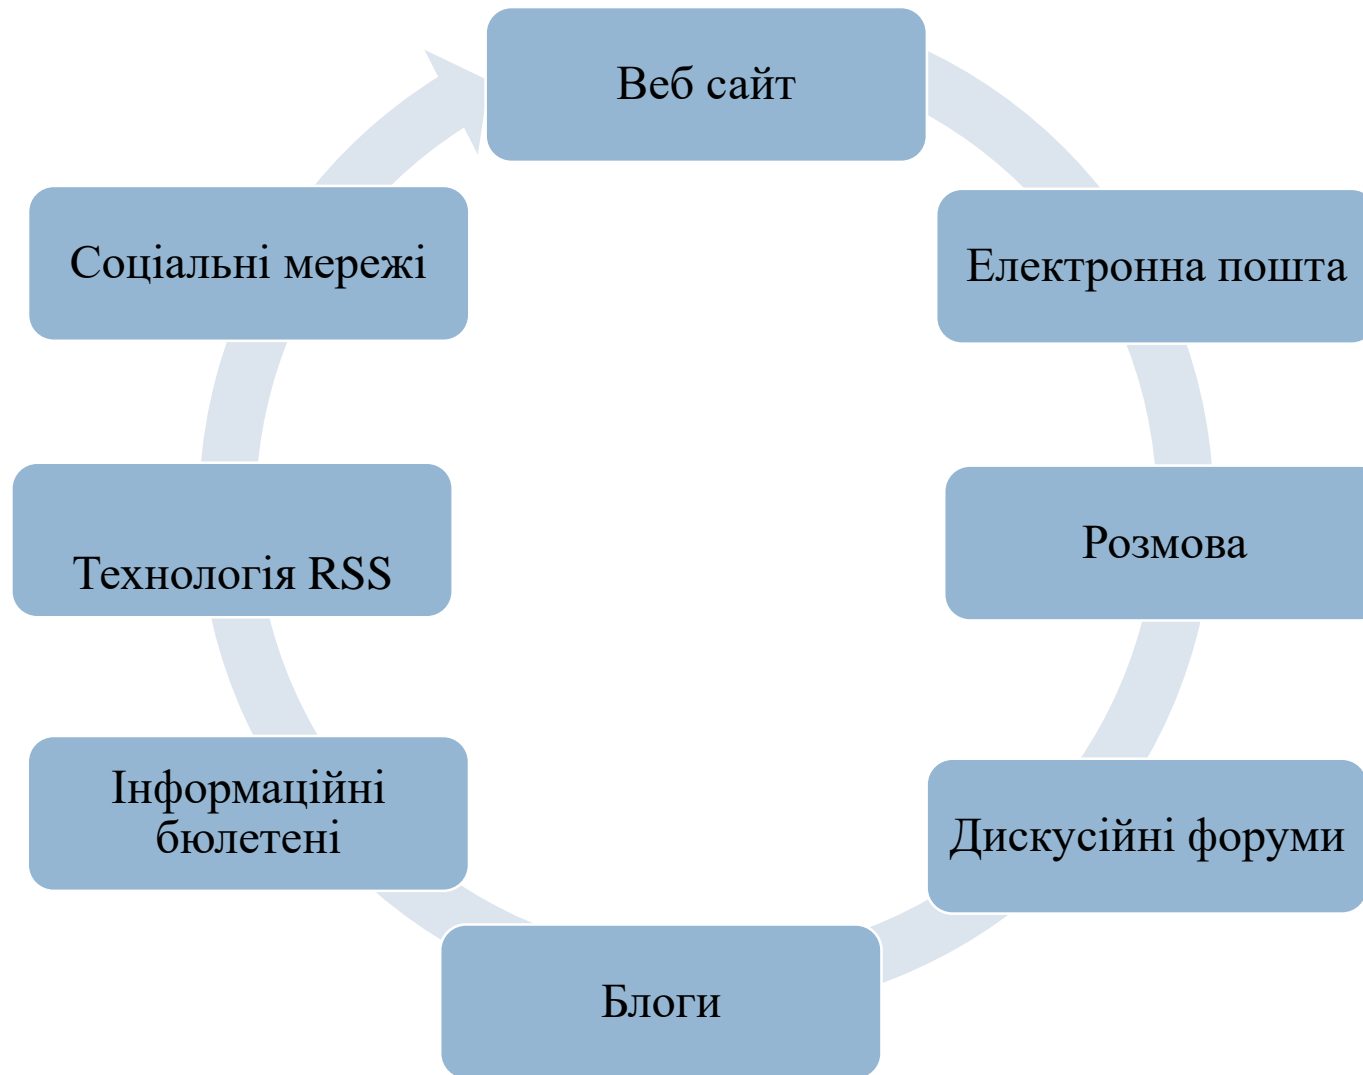 Веб сайт
Електронна пошта
Розмова
Дискусійні форуми
Блоги
Інформаційні
бюлетені
Технологія RSS
Соціальні мережі